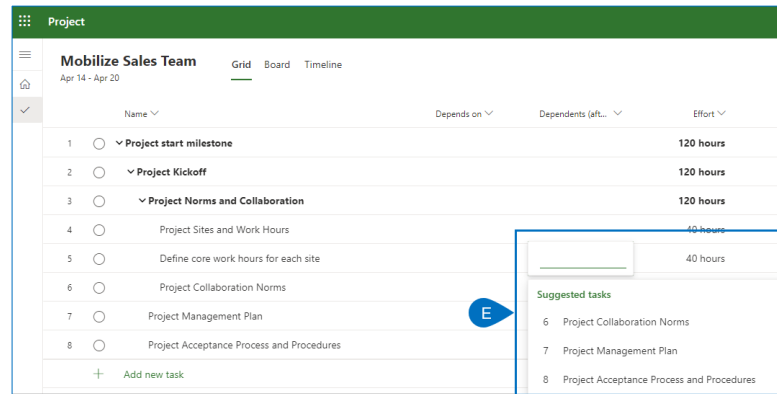 Project
Mobilize Sales Team
Grid Board Timeline
Apr 14 - Apr 20
Name Depends on Dependents (aft... Effort
1 Project start milestone 120 hours
2 Project Kickoff 120 hours
3 Project Norms and Collaboration 120 hours
4 Project Sites and Work Hours 40 hours
5 Define core work hours for each site 40 hours
6 Project Collaboration Norms
7 Project Management Plan
8 Project Acceptance Process and Procedures
Add new task
E
Suggested tasks
6 Project Collaboration Norms
7 Project Management Plan
8 Project Acceptance Process and Procedures